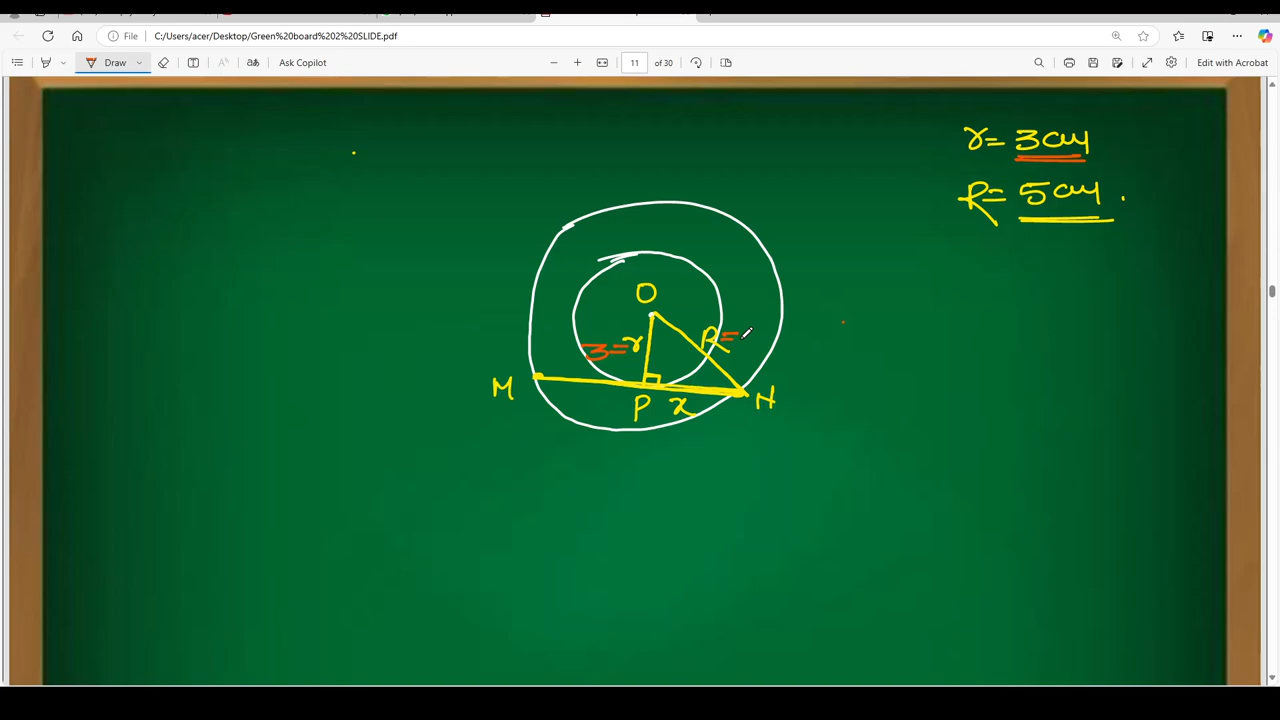 File
C:/Users/acer/Desktop/Green%20board%202%20SLIDE.pdf
Draw
Ask Copilot
11
of 30
Edit with Acrobat
r= 3cm
R= 5cm.
O
3=r
R=
M
P
x
N